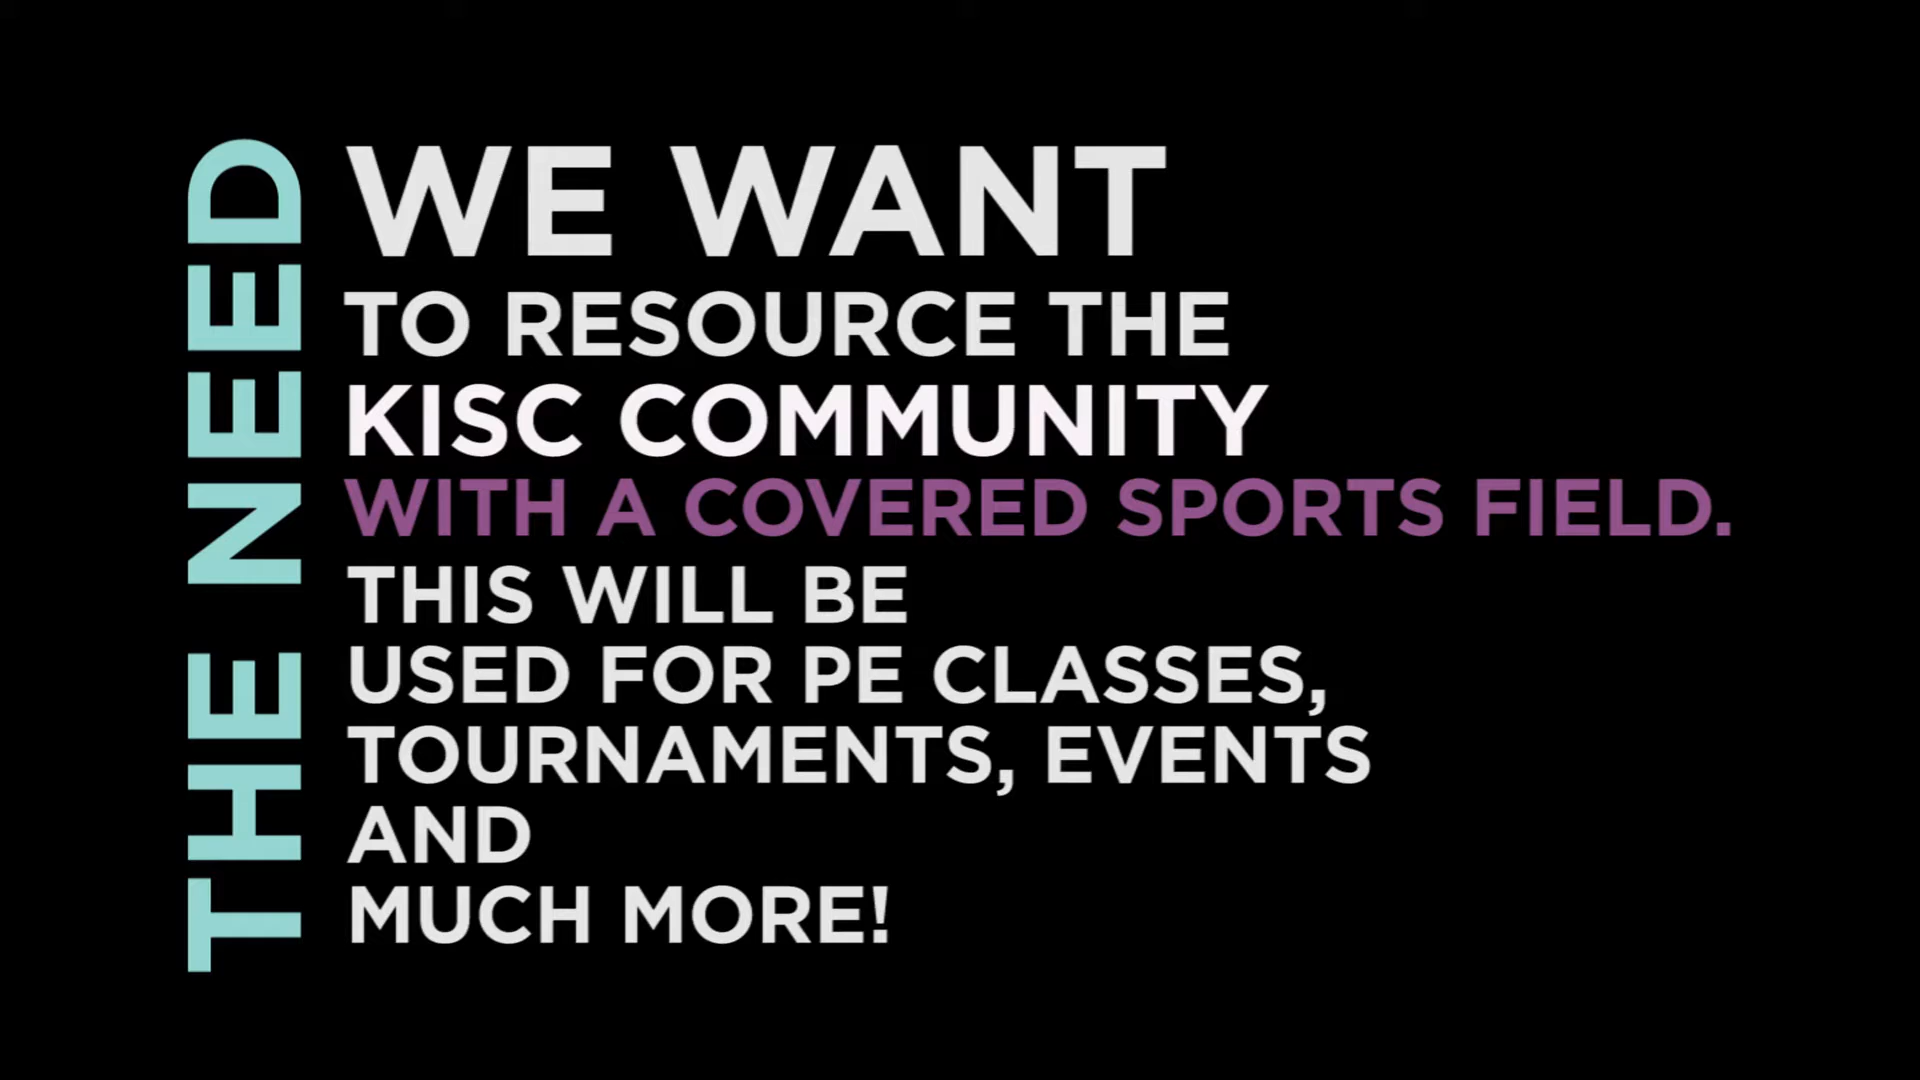 THE NEED
WE WANT
TO RESOURCE THE
KISC COMMUNITY
WITH A COVERED SPORTS FIELD.
THIS WILL BE
USED FOR PE CLASSES,
TOURNAMENTS, EVENTS
AND
MUCH MORE!